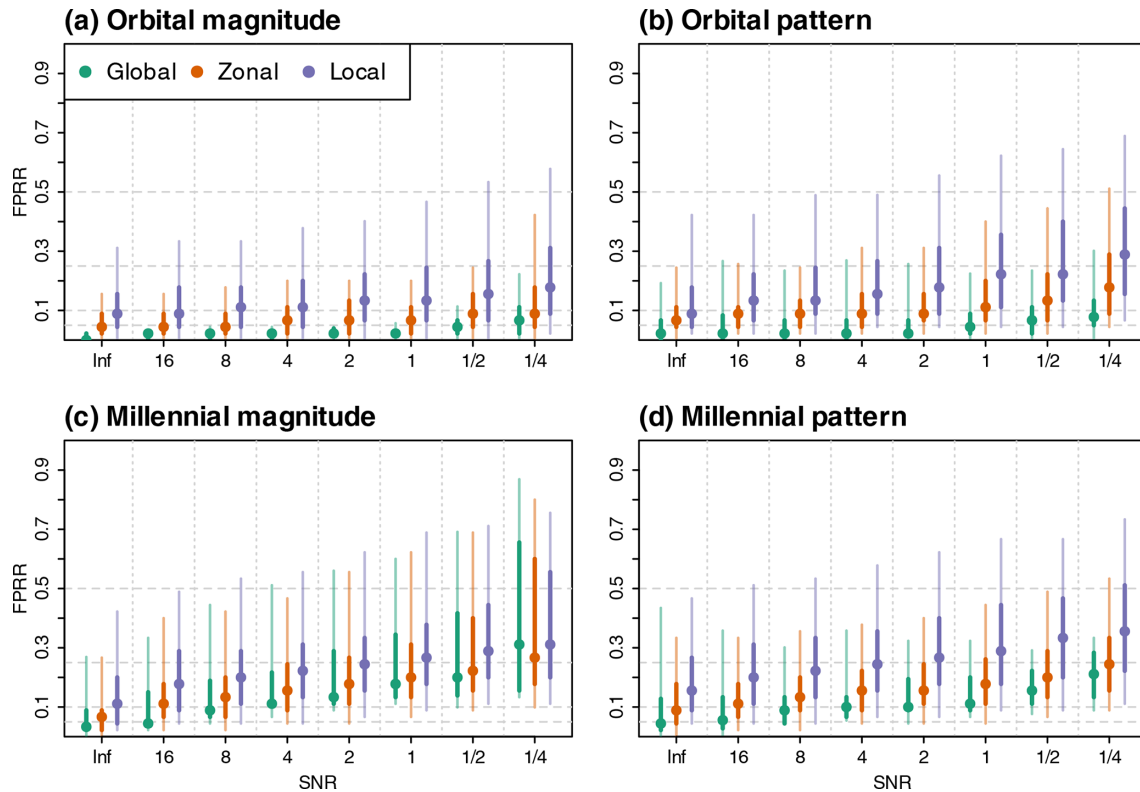 (a) Orbital magnitude
(b) Orbital pattern
Global Zonal Local
FPRR
0.1 0.3 0.5 0.7 0.9
Inf 16 8 4 2 1 1/2 1/4
0.1 0.3 0.5 0.7 0.9
Inf 16 8 4 2 1 1/2 1/4
(c) Millennial magnitude
(d) Millennial pattern
FPRR
0.1 0.3 0.5 0.7 0.9
Inf 16 8 4 2 1 1/2 1/4
SNR
0.1 0.3 0.5 0.7 0.9
Inf 16 8 4 2 1 1/2 1/4
SNR